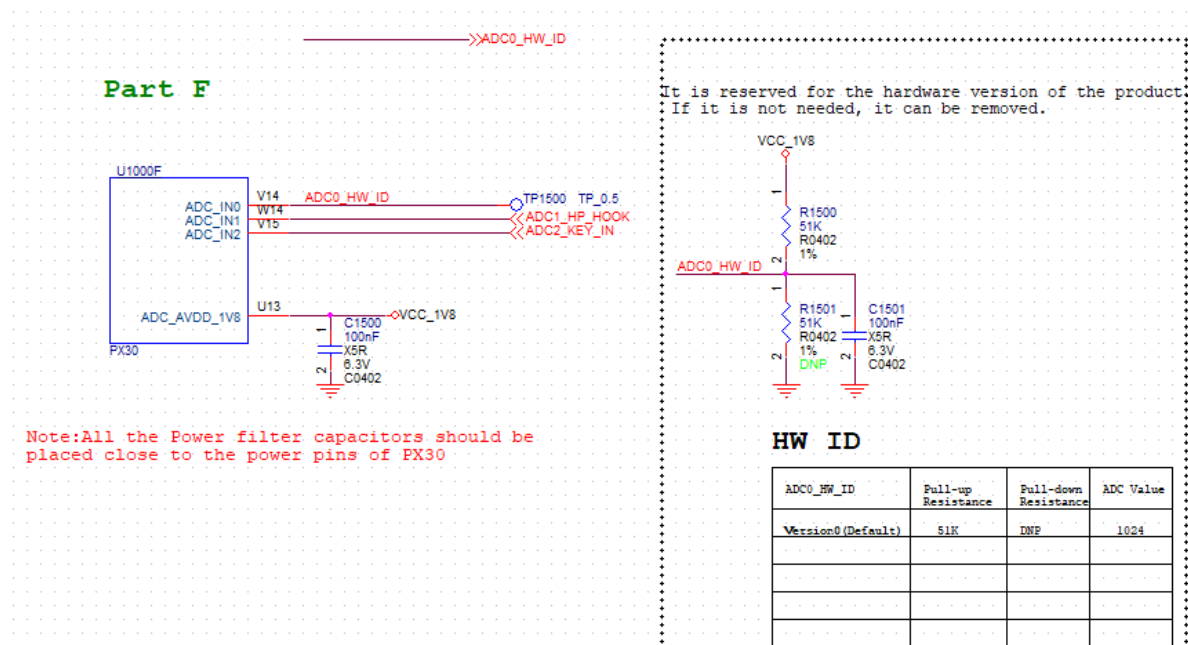 ADC0_HW_ID
Part F
U1000F
ADC_IN0
ADC_IN1
ADC_IN2
V14
W14
V15
ADC0_HW_ID
TP1500 TP_0.5
ADC1_HP_HOOK
ADC2_KEY_IN
ADC_AVDD_1V8
U13
VCC_1V8
PX30
1
2
C1500
100nF
X5R
6.3V
C0402
Note:All the Power filter capacitors should be
placed close to the power pins of PX30
It is reserved for the hardware version of the product
If it is not needed, it can be removed.
VCC_1V8
1
2
R1500
51K
R0402
1%
ADC0_HW_ID
1
2
R1501
51K
R0402
1%
DNP
1
2
C1501
100nF
X5R
6.3V
C0402
HW ID
ADC0_HW_ID Pull-up Resistance Pull-down Resistance ADC Value
Version0(Default) 51K DNP 1024